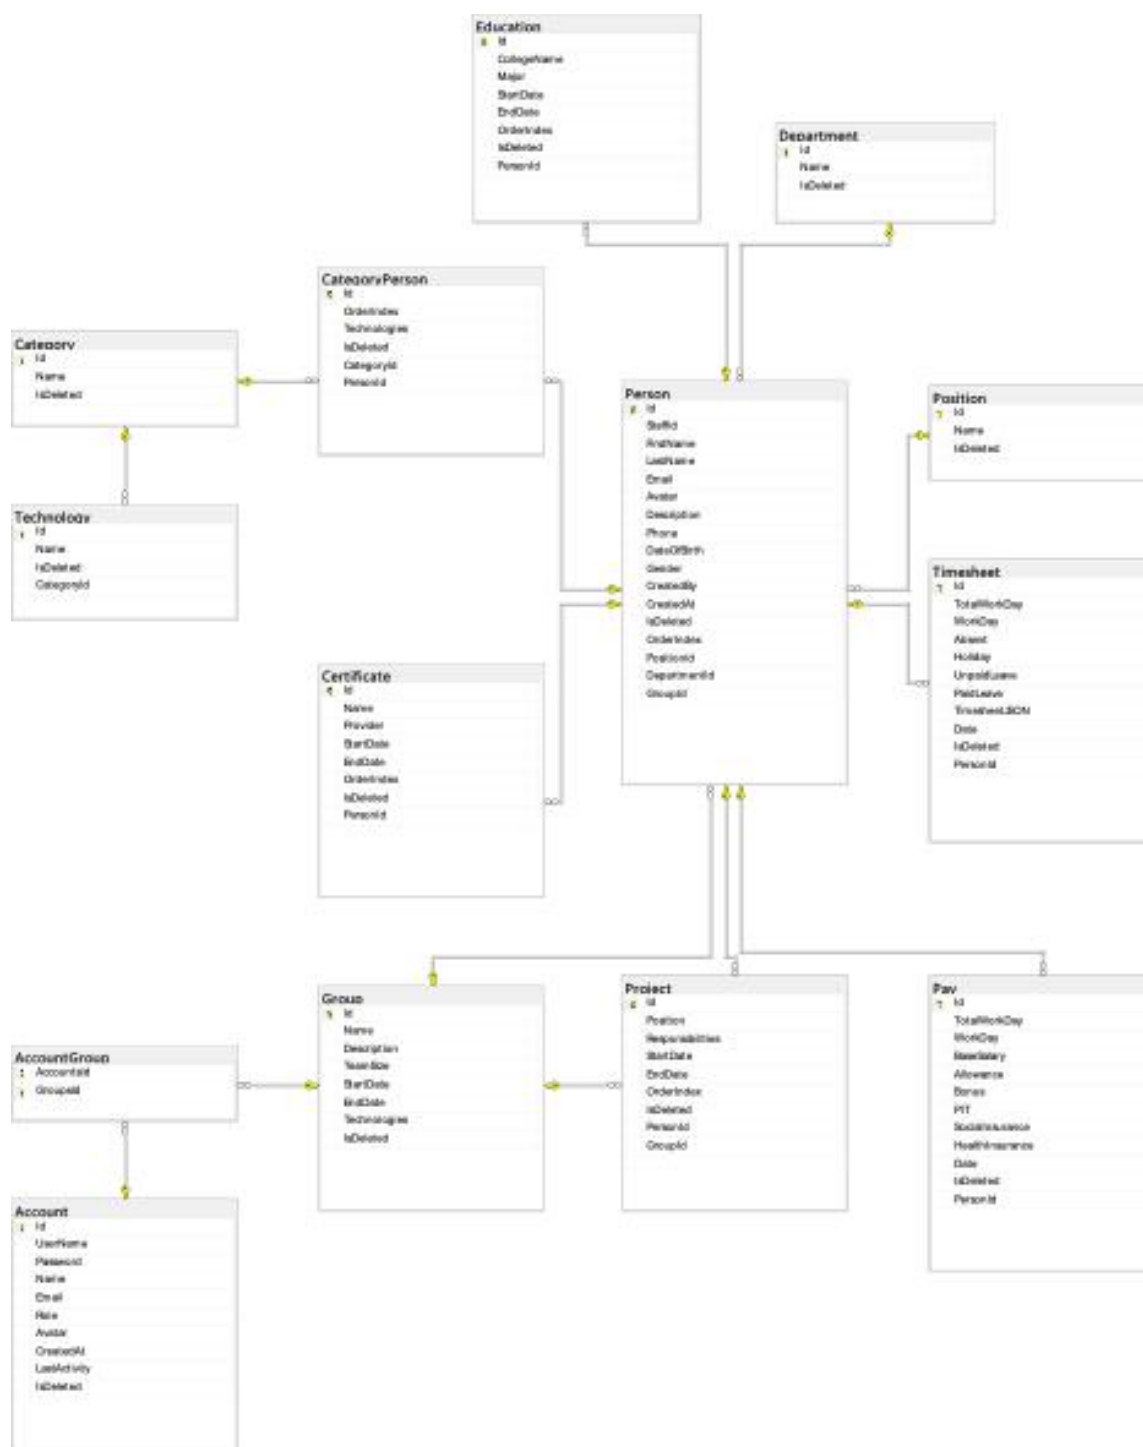 Education
Id
CollegeName
Major
StartDate
EndDate
OrderIndex
IsDeleted
PersonId
Department
Id
Name
IsDeleted
CategoryPerson
Id
OrderIndex
Technologies
IsDeleted
CategoryId
PersonId
Category
Id
Name
IsDeleted
Technology
Id
Name
IsDeleted
CategoryId
Person
Id
StaffId
FirstName
LastName
Email
Avatar
Description
Phone
DateOfBirth
Gender
CreatedBy
CreatedAt
IsDeleted
OrderIndex
PositionId
DepartmentId
GroupId
Position
Id
Name
IsDeleted
Timesheet
Id
TotalWorkDay
WorkDay
Absent
Holiday
UnpaidLeave
PaidLeave
TimesheetJSON
Date
IsDeleted
PersonId
Certificate
Id
Name
Provider
StartDate
EndDate
OrderIndex
IsDeleted
PersonId
Group
Id
Name
Description
TeamSize
StartDate
EndDate
Technologies
IsDeleted
Project
Id
Position
Responsibilities
StartDate
EndDate
OrderIndex
IsDeleted
PersonId
GroupId
Pay
Id
TotalWorkDay
WorkDay
BaseSalary
Allowance
Bonus
PIT
SocialInsurance
HealthInsurance
Date
IsDeleted
PersonId
AccountGroup
AccountsId
GroupsId
Account
Id
UserName
Password
Name
Email
Role
Avatar
CreatedAt
LastActivity
IsDeleted